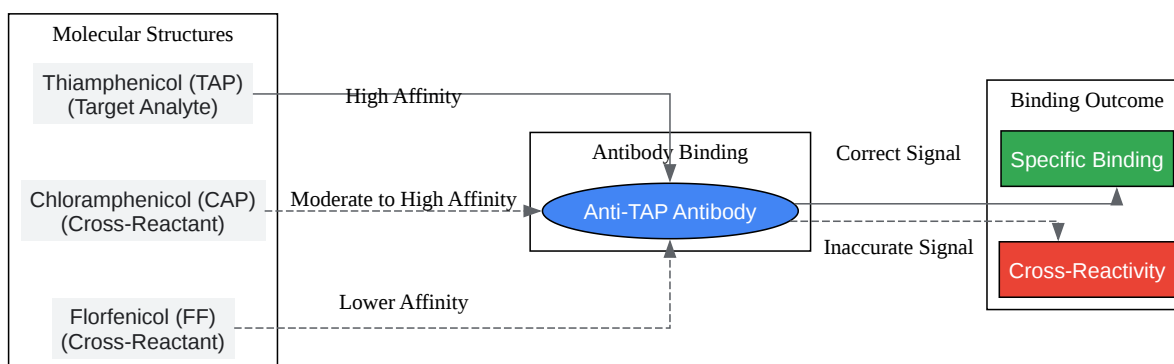 Molecular Structures
Thiamphenicol (TAP)
(Target Analyte)
High Affinity
Chloramphenicol (CAP)
(Cross-Reactant)
Moderate to High Affinity
Florfenicol (FF)
(Cross-Reactant)
Lower Affinity
Antibody Binding
Anti-TAP Antibody
Correct Signal
Inaccurate Signal
Binding Outcome
Specific Binding
Cross-Reactivity